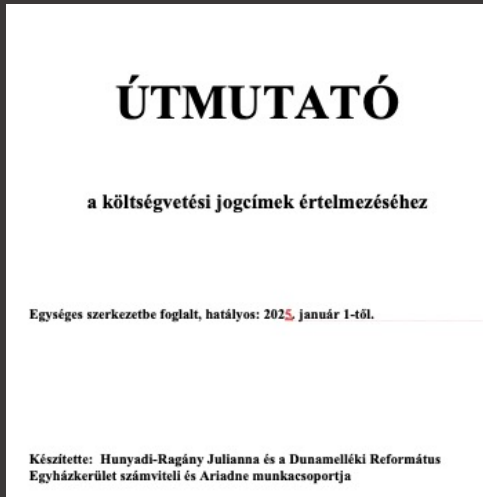 ÚTMUTATÓ
a költségvetési jogcímek értelmezéséhez
Egységes szerkezetbe foglalt, hatályos: 2025. január 1-től.
Készítette: Hunyadi-Ragány Julianna és a Dunamelléki Református
Egyházkerület számviteli és Ariadne munkacsoportja